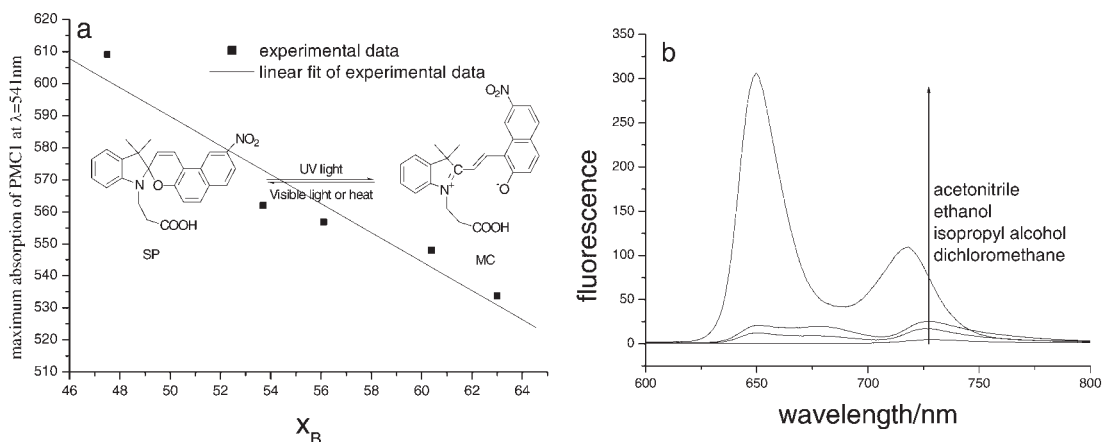 a
620
610
600
590
580
570
560
550
540
530
520
510
46 48 50 52 54 56 58 60 62 64
maximum absorption of PMC1 at λ=541nm
X_B
experimental data
linear fit of experimental data
NO₂
N
O
COOH
SP
UV light
Visible light or heat
O₂N
N⁺
O⁻
COOH
MC
b
350
300
250
200
150
100
50
0
600 650 700 750 800
fluorescence
wavelength/nm
acetonitrile
ethanol
isopropyl alcohol
dichloromethane